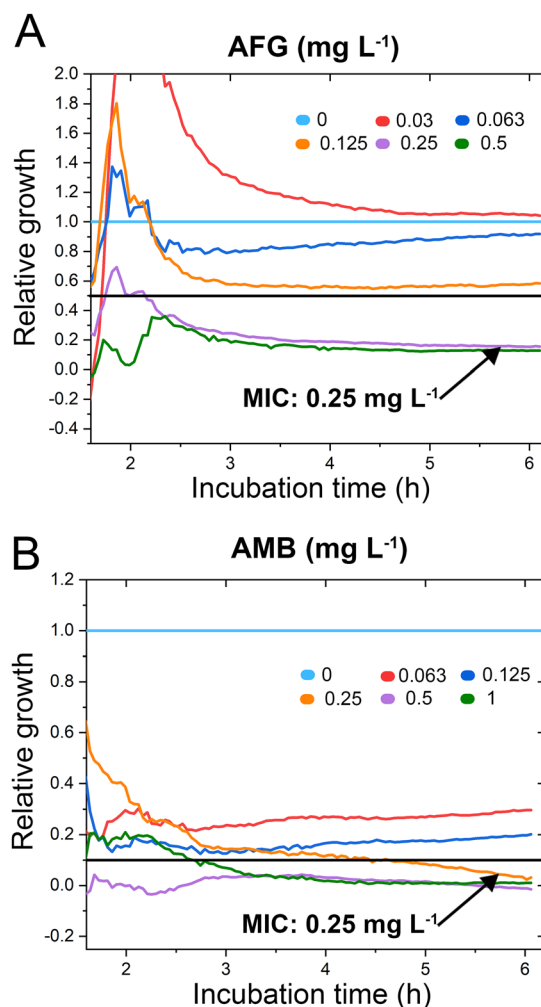 A
AFG (mg L-1)
2.0
1.8
1.6
1.4
1.2
1.0
0.8
0.6
0.4
0.2
0.0
-0.2
-0.4
Relative growth
0 0.03 0.063
0.125 0.25 0.5
MIC: 0.25 mg L-1
2 3 4 5 6
Incubation time (h)
B
AMB (mg L-1)
1.2
1.0
0.8
0.6
0.4
0.2
0.0
-0.2
Relative growth
0 0.063 0.125
0.25 0.5 1
MIC: 0.25 mg L-1
2 3 4 5 6
Incubation time (h)